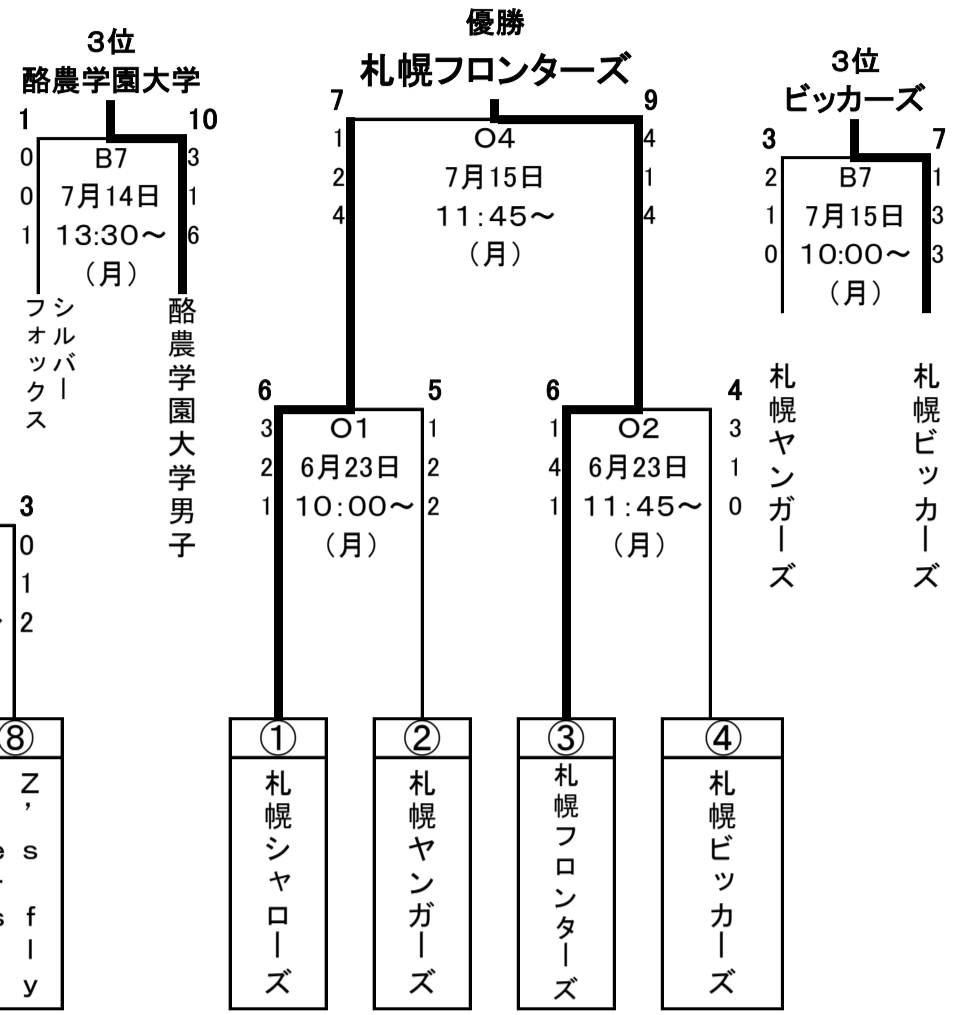 3位
酪農学園大学
1 10
0 B7 3
0 7月14日 1
1 13:30～ 6
（月）
シルバー
フォックス
酪農学園大学男子
優勝
札幌フロンターズ
7 9
1 O4 4
2 7月15日 1
4 11:45～ 4
（月）
3位
ビッカーズ
3 7
2 B7 1
1 7月15日 3
0 10:00～ 3
（月）
札幌ヤンガーズ
札幌ビッカーズ
6 5
3 O1 1
2 6月23日 2
1 10:00～ 2
（月）
6 4
1 O2 3
4 6月23日 1
1 11:45～ 0
（月）
3
0
1
2
⑧
Z's fly
①
札幌シャローズ
②
札幌ヤンガーズ
③
札幌フロンターズ
④
札幌ビッカーズ